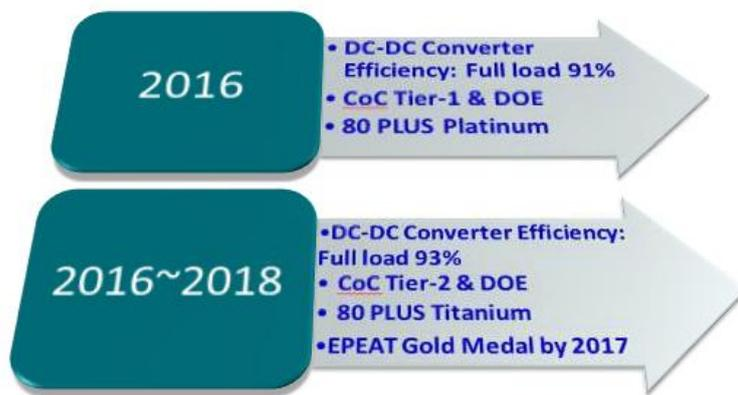 2016
• DC-DC Converter
Efficiency: Full load 91%
• CoC Tier-1 & DOE
• 80 PLUS Platinum
2016~2018
•DC-DC Converter Efficiency:
Full load 93%
• CoC Tier-2 & DOE
• 80 PLUS Titanium
•EPEAT Gold Medal by 2017